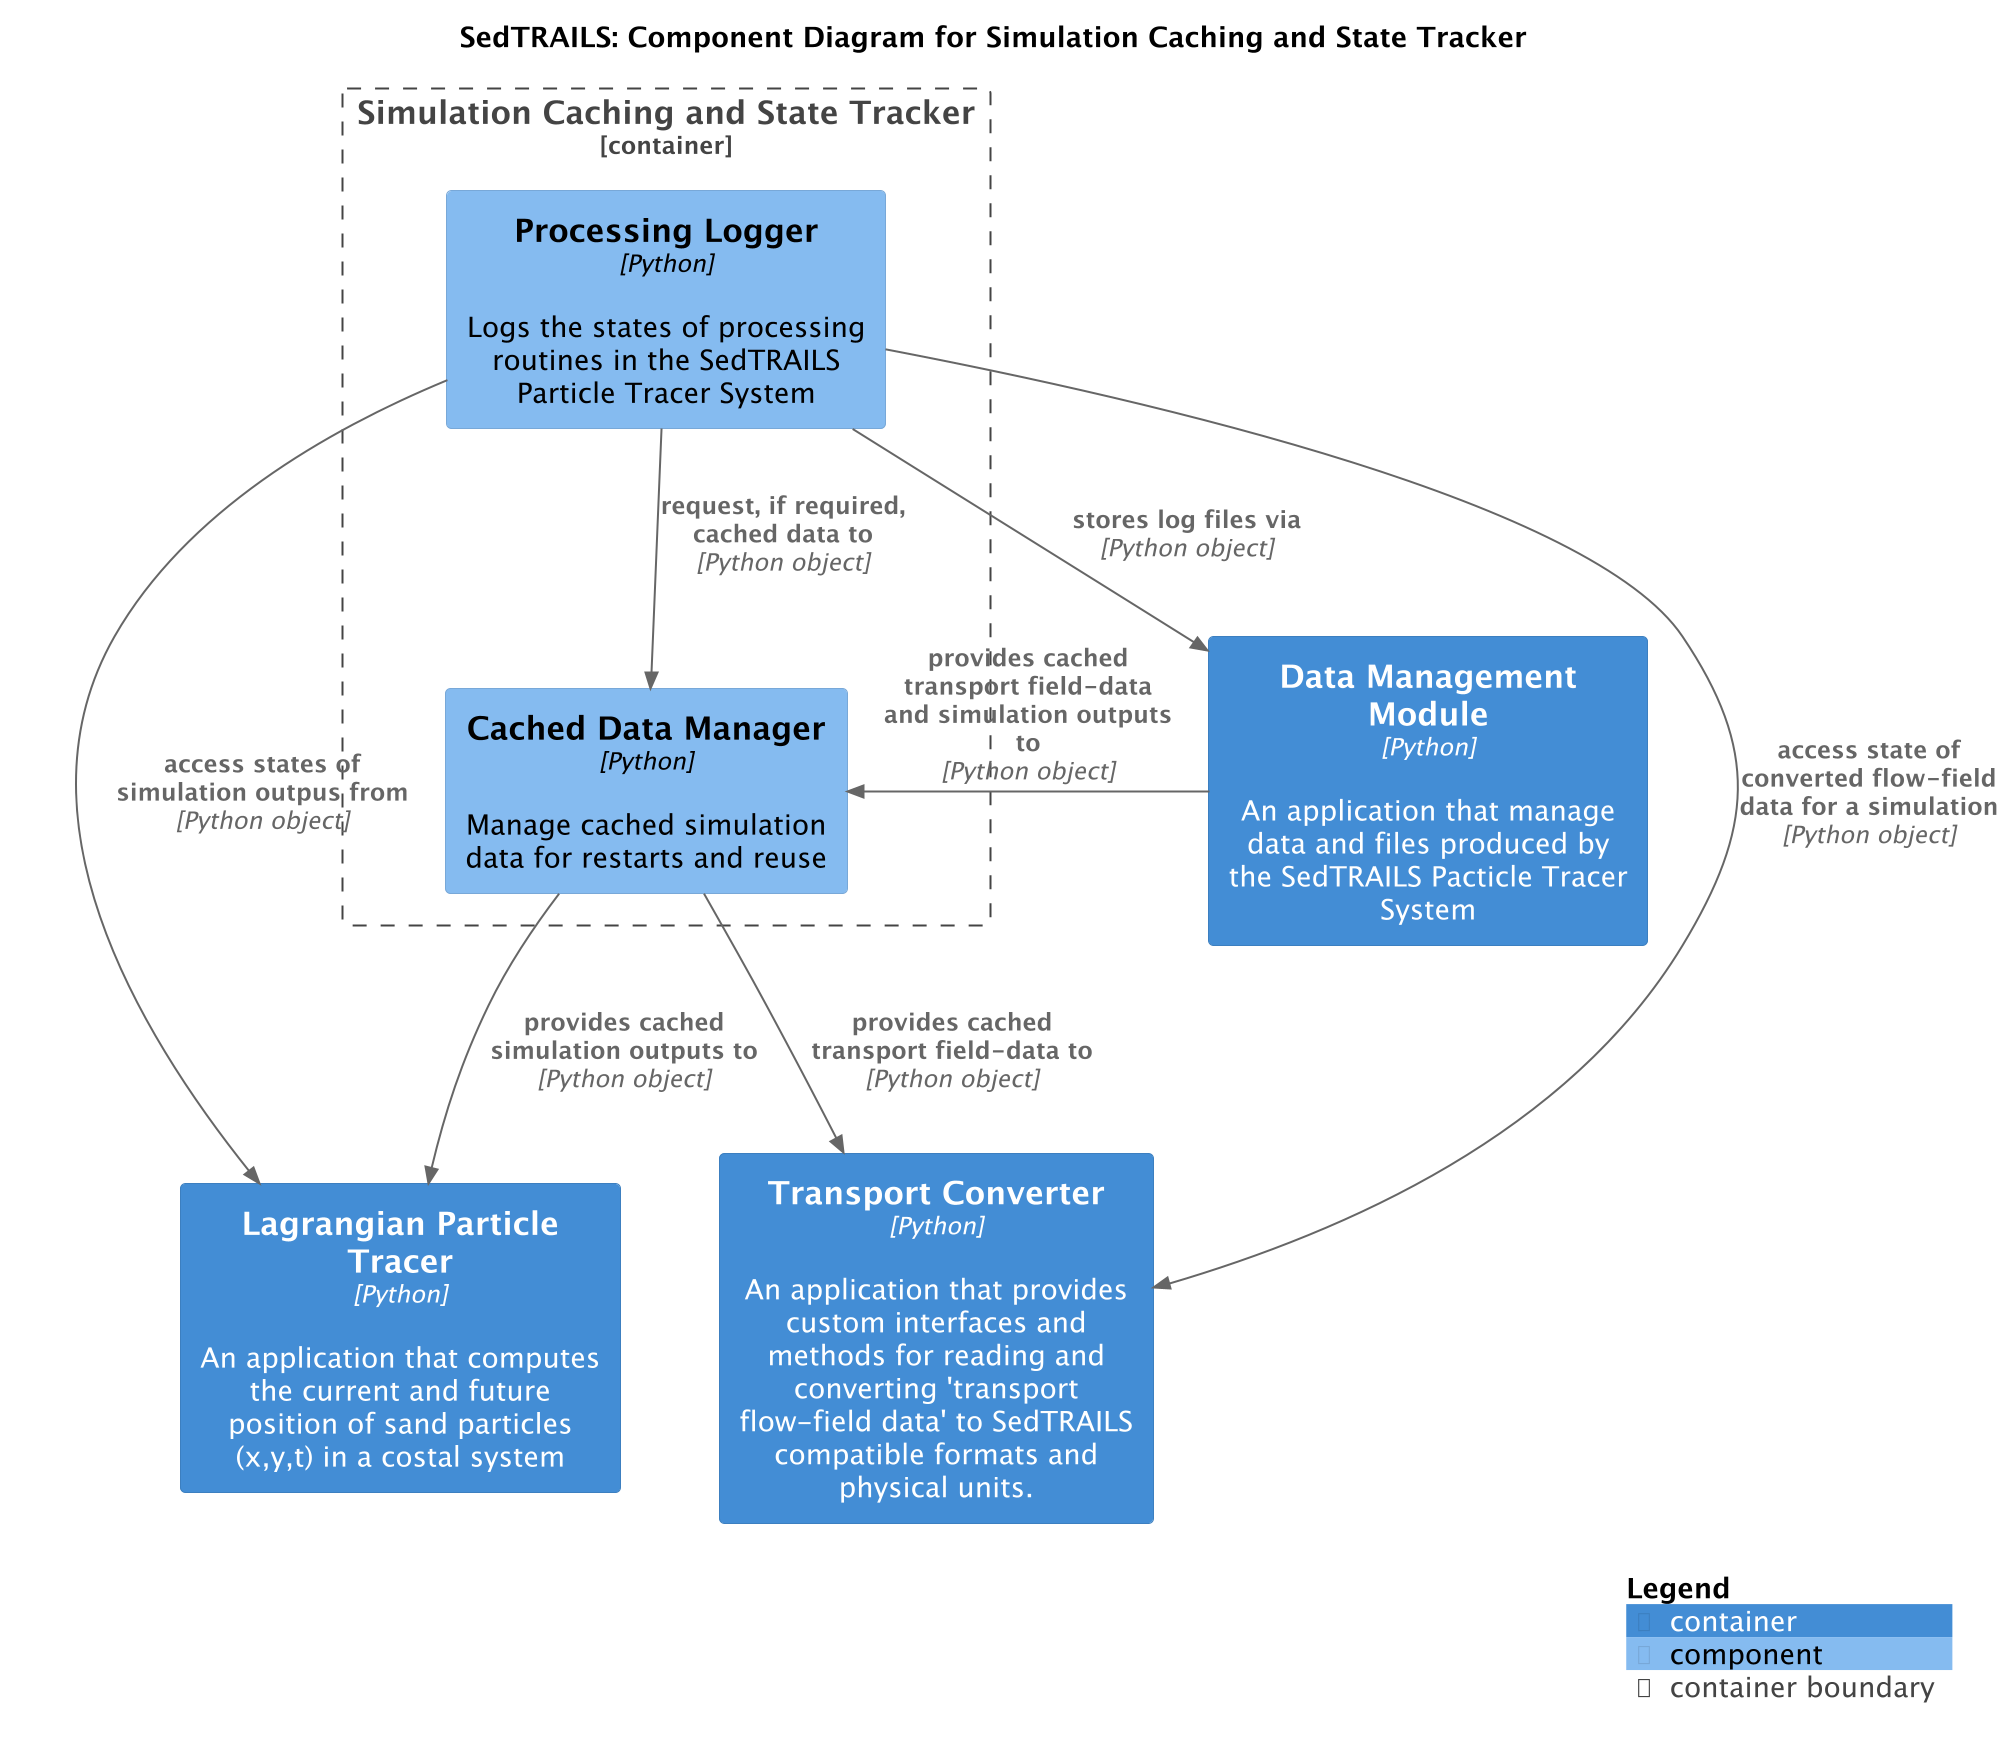 SedTRAILS: Component Diagram for Simulation Caching and State Tracker
Simulation Caching and State Tracker
[container]
Processing Logger
[Python]
Logs the states of processing
routines in the SedTRAILS
Particle Tracer System
request, if required,
cached data to
[Python object]
stores log files via
[Python object]
provides cached
transport field-data
and simulation outputs
to
[Python object]
Data Management
Module
[Python]
An application that manage
data and files produced by
the SedTRAILS Pacticle Tracer
System
Cached Data Manager
[Python]
Manage cached simulation
data for restarts and reuse
access states of
simulation outpus from
[Python object]
access state of
converted flow-field
data for a simulation
[Python object]
provides cached
simulation outputs to
[Python object]
provides cached
transport field-data to
[Python object]
Lagrangian Particle
Tracer
[Python]
An application that computes
the current and future
position of sand particles
(x,y,t) in a costal system
Transport Converter
[Python]
An application that provides
custom interfaces and
methods for reading and
converting 'transport
flow-field data' to SedTRAILS
compatible formats and
physical units.
Legend
container
component
container boundary